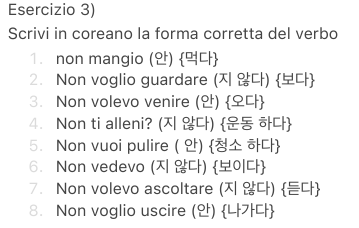 Esercizio 3)
Scrivi in coreano la forma corretta del verbo
1. non mangio (안) {먹다}
2. Non voglio guardare (지 않다) {보다}
3. Non volevo venire (안) {오다}
4. Non ti alleni? (지 않다) {운동 하다}
5. Non vuoi pulire ( 안) {청소 하다}
6. Non vedevo (지 않다) {보이다}
7. Non volevo ascoltare (지 않다) {듣다}
8. Non voglio uscire (안) {나가다}